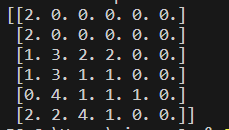 [[2. 0. 0. 0. 0. 0.]
[2. 0. 0. 0. 0. 0.]
[1. 3. 2. 2. 0. 0.]
[1. 3. 1. 1. 0. 0.]
[0. 4. 1. 1. 1. 0.]
[2. 2. 4. 1. 0. 0.]]